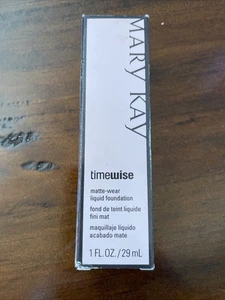 MARY KAY
timewise
matte-wear
liquid foundation
fond de teint liquide
fini mat
maquillaje líquido
acabado mate
1 FL. OZ. / 29 mL